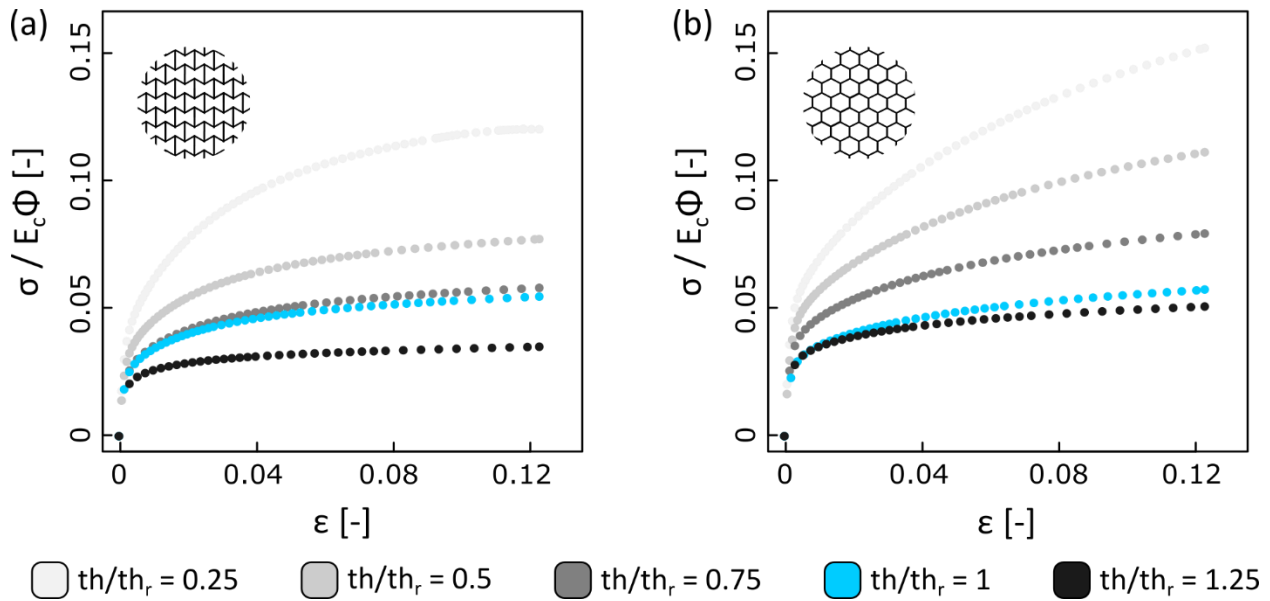 (a)
0.15
0.10
0.05
0
σ / E_cΦ [-]
0 0.04 0.08 0.12
ε [-]
(b)
0.15
0.10
0.05
0
σ / E_cΦ [-]
0 0.04 0.08 0.12
ε [-]
th/th_r = 0.25 th/th_r = 0.5 th/th_r = 0.75 th/th_r = 1 th/th_r = 1.25